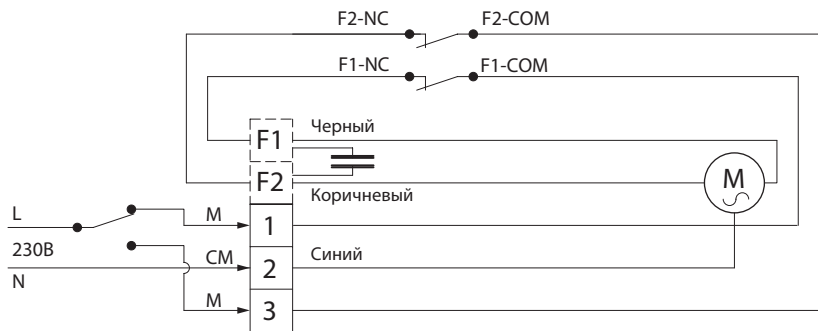 F2-NC F2-COM
F1-NC F1-COM
F1 Черный
F2 Коричневый
M
L M 1
230В CM 2 Синий
N
M 3